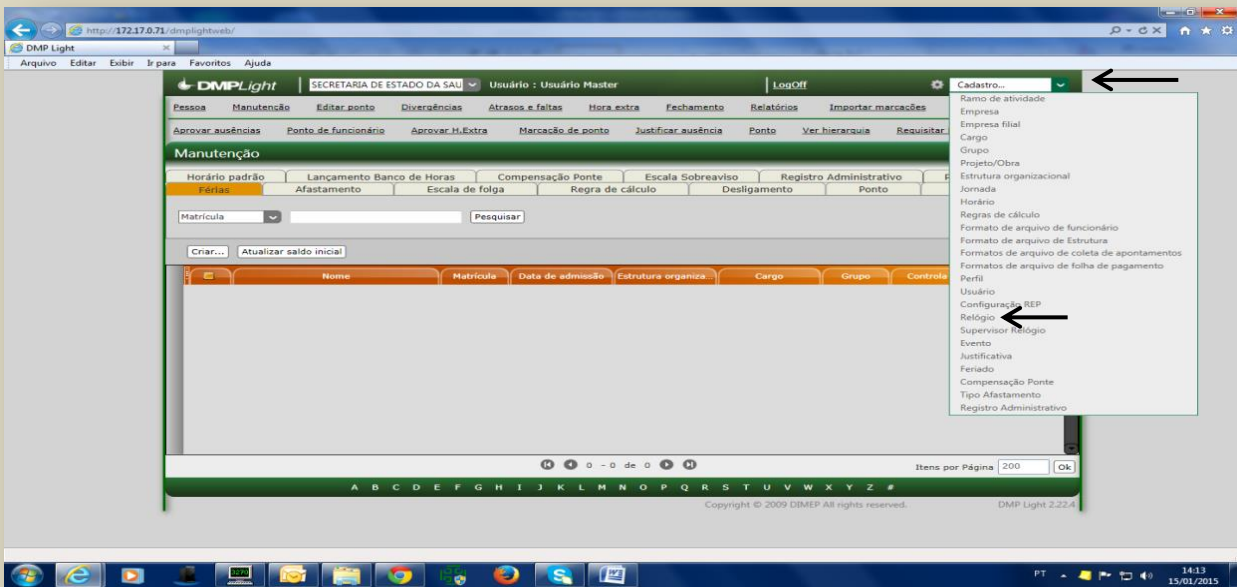 http://172.17.0.71/dmplightweb/
DMP Light
Arquivo Editar Exibir Ir para Favoritos Ajuda
DMPLight SECRETARIA DE ESTADO DA SAU Usuário : Usuário Master LogOff Cadastro...
Pessoa Manutenção Editar ponto Divergências Atrasos e faltas Hora extra Fechamento Relatórios Importar marcações
Aprovar ausências Ponto de funcionário Aprovar H.Extra Marcação de ponto Justificar ausência Ponto Ver hierarquia Requisitar
Manutenção
Horário padrão Lançamento Banco de Horas Compensação Ponte Escala Sobreaviso Registro Administrativo
Férias Afastamento Escala de folga Regra de cálculo Desligamento Ponto
Matrícula Pesquisar
Criar... Atualizar saldo inicial
Nome Matrícula Data de admissão Estrutura organiza... Cargo Grupo Controla
Ramo de atividade
Empresa
Empresa filial
Cargo
Grupo
Projeto/Obra
Estrutura organizacional
Jornada
Horário
Regras de cálculo
Formato de arquivo de funcionário
Formato de arquivo de Estrutura
Formatos de arquivo de coleta de apontamentos
Formatos de arquivo de folha de pagamento
Perfil
Usuário
Configuração REP
Relógio
Supervisor Relógio
Evento
Justificativa
Feriado
Compensação Ponte
Tipo Afastamento
Registro Administrativo
0 - 0 de 0 Itens por Página 200 Ok
A B C D E F G H I J K L M N O P Q R S T U V W X Y Z #
Copyright © 2009 DIMEP All rights reserved. DMP Light 2.22.4
3270 PT 14:13
15/01/2015